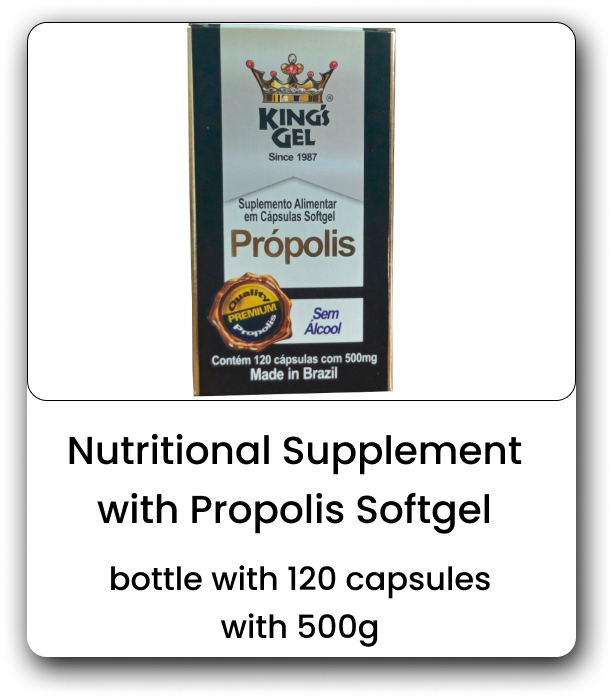 KING'S
GEL
®
Since 1987
Suplemento Alimentar
em Cápsulas Softgel
Própolis
Quality
PREMIUM
Propolis
Sem
Álcool
Contém 120 cápsulas com 500mg
Made in Brazil
Nutritional Supplement
with Propolis Softgel
bottle with 120 capsules
with 500g